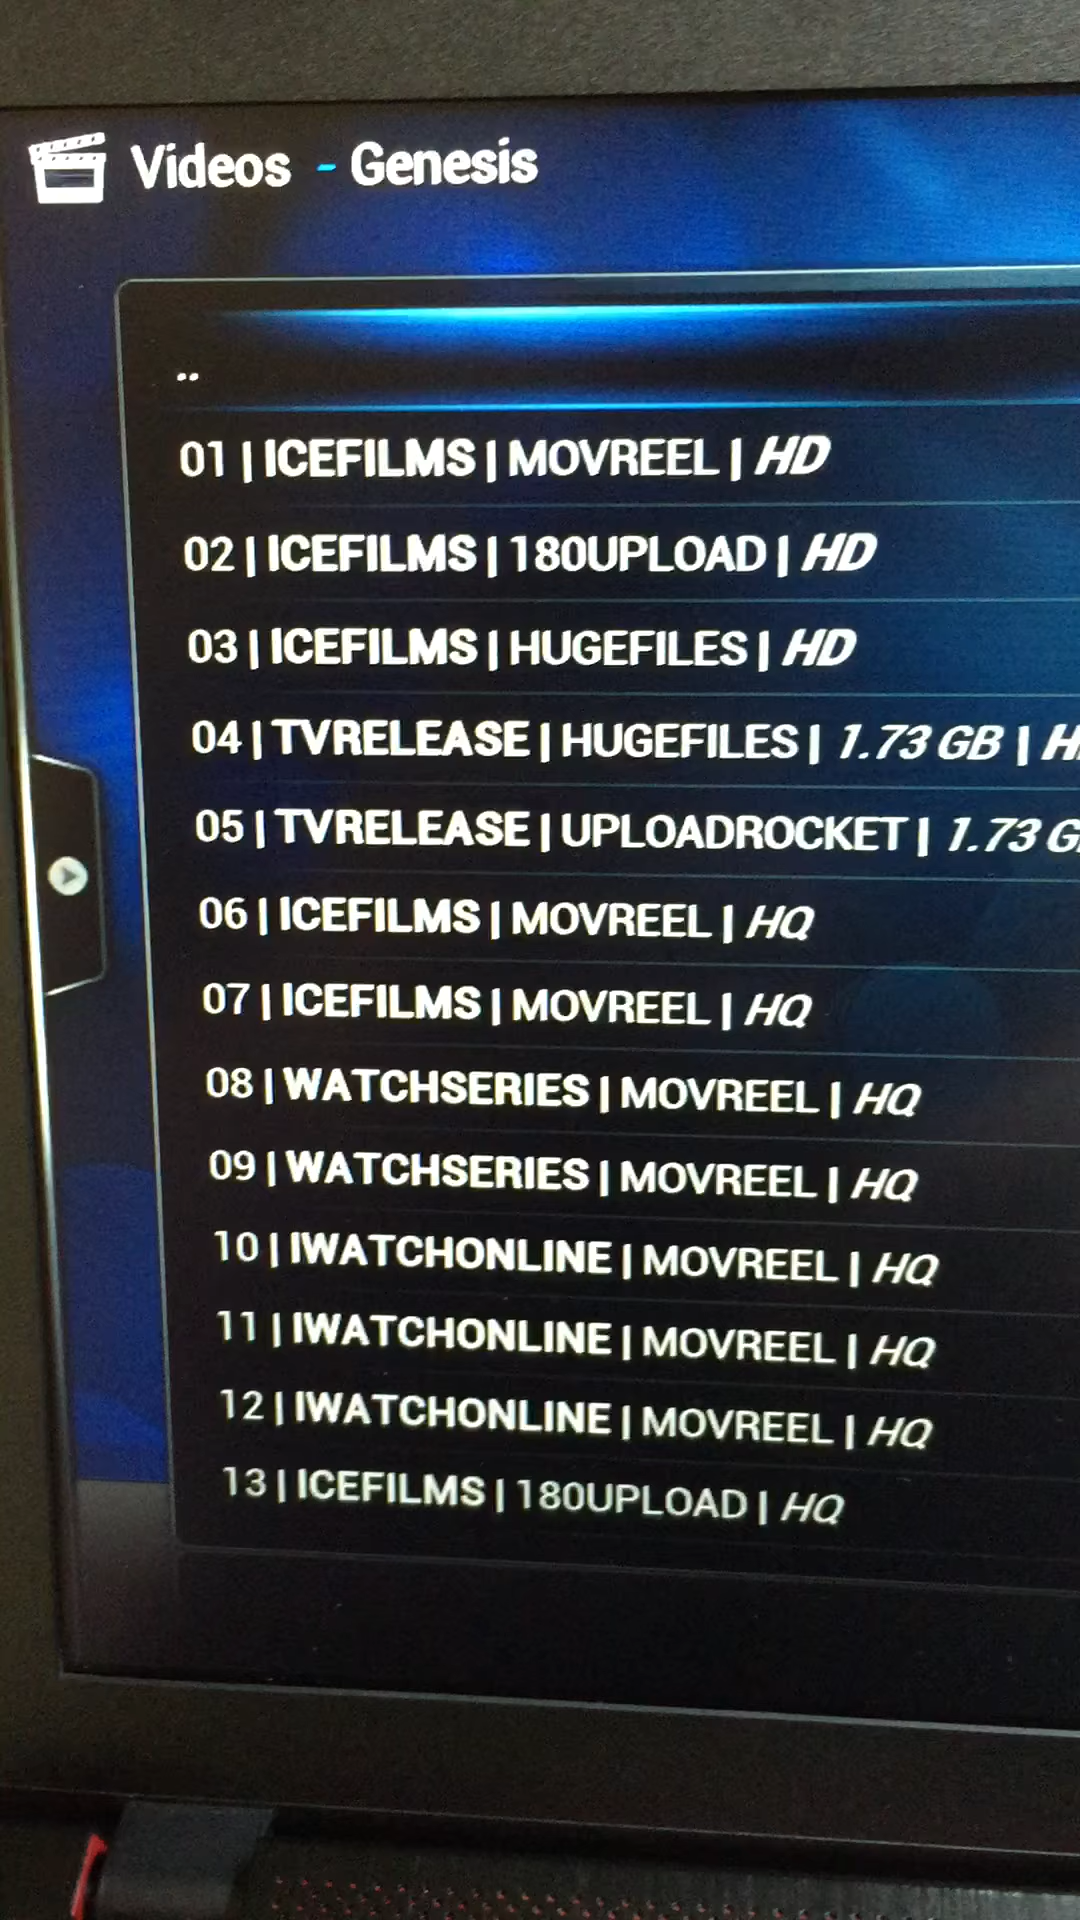 Videos - Genesis
..
01 | ICEFILMS | MOVREEL | HD
02 | ICEFILMS | 180UPLOAD | HD
03 | ICEFILMS | HUGEFILES | HD
04 | TVRELEASE | HUGEFILES | 1.73 GB |
05 | TVRELEASE | UPLOADROCKET | 1.73
06 | ICEFILMS | MOVREEL | HQ
07 | ICEFILMS | MOVREEL | HQ
08 | WATCHSERIES | MOVREEL | HQ
09 | WATCHSERIES | MOVREEL | HQ
10 | IWATCHONLINE | MOVREEL | HQ
11 | IWATCHONLINE | MOVREEL | HQ
12 | IWATCHONLINE | MOVREEL | HQ
13 | ICEFILMS | 180UPLOAD | HQ